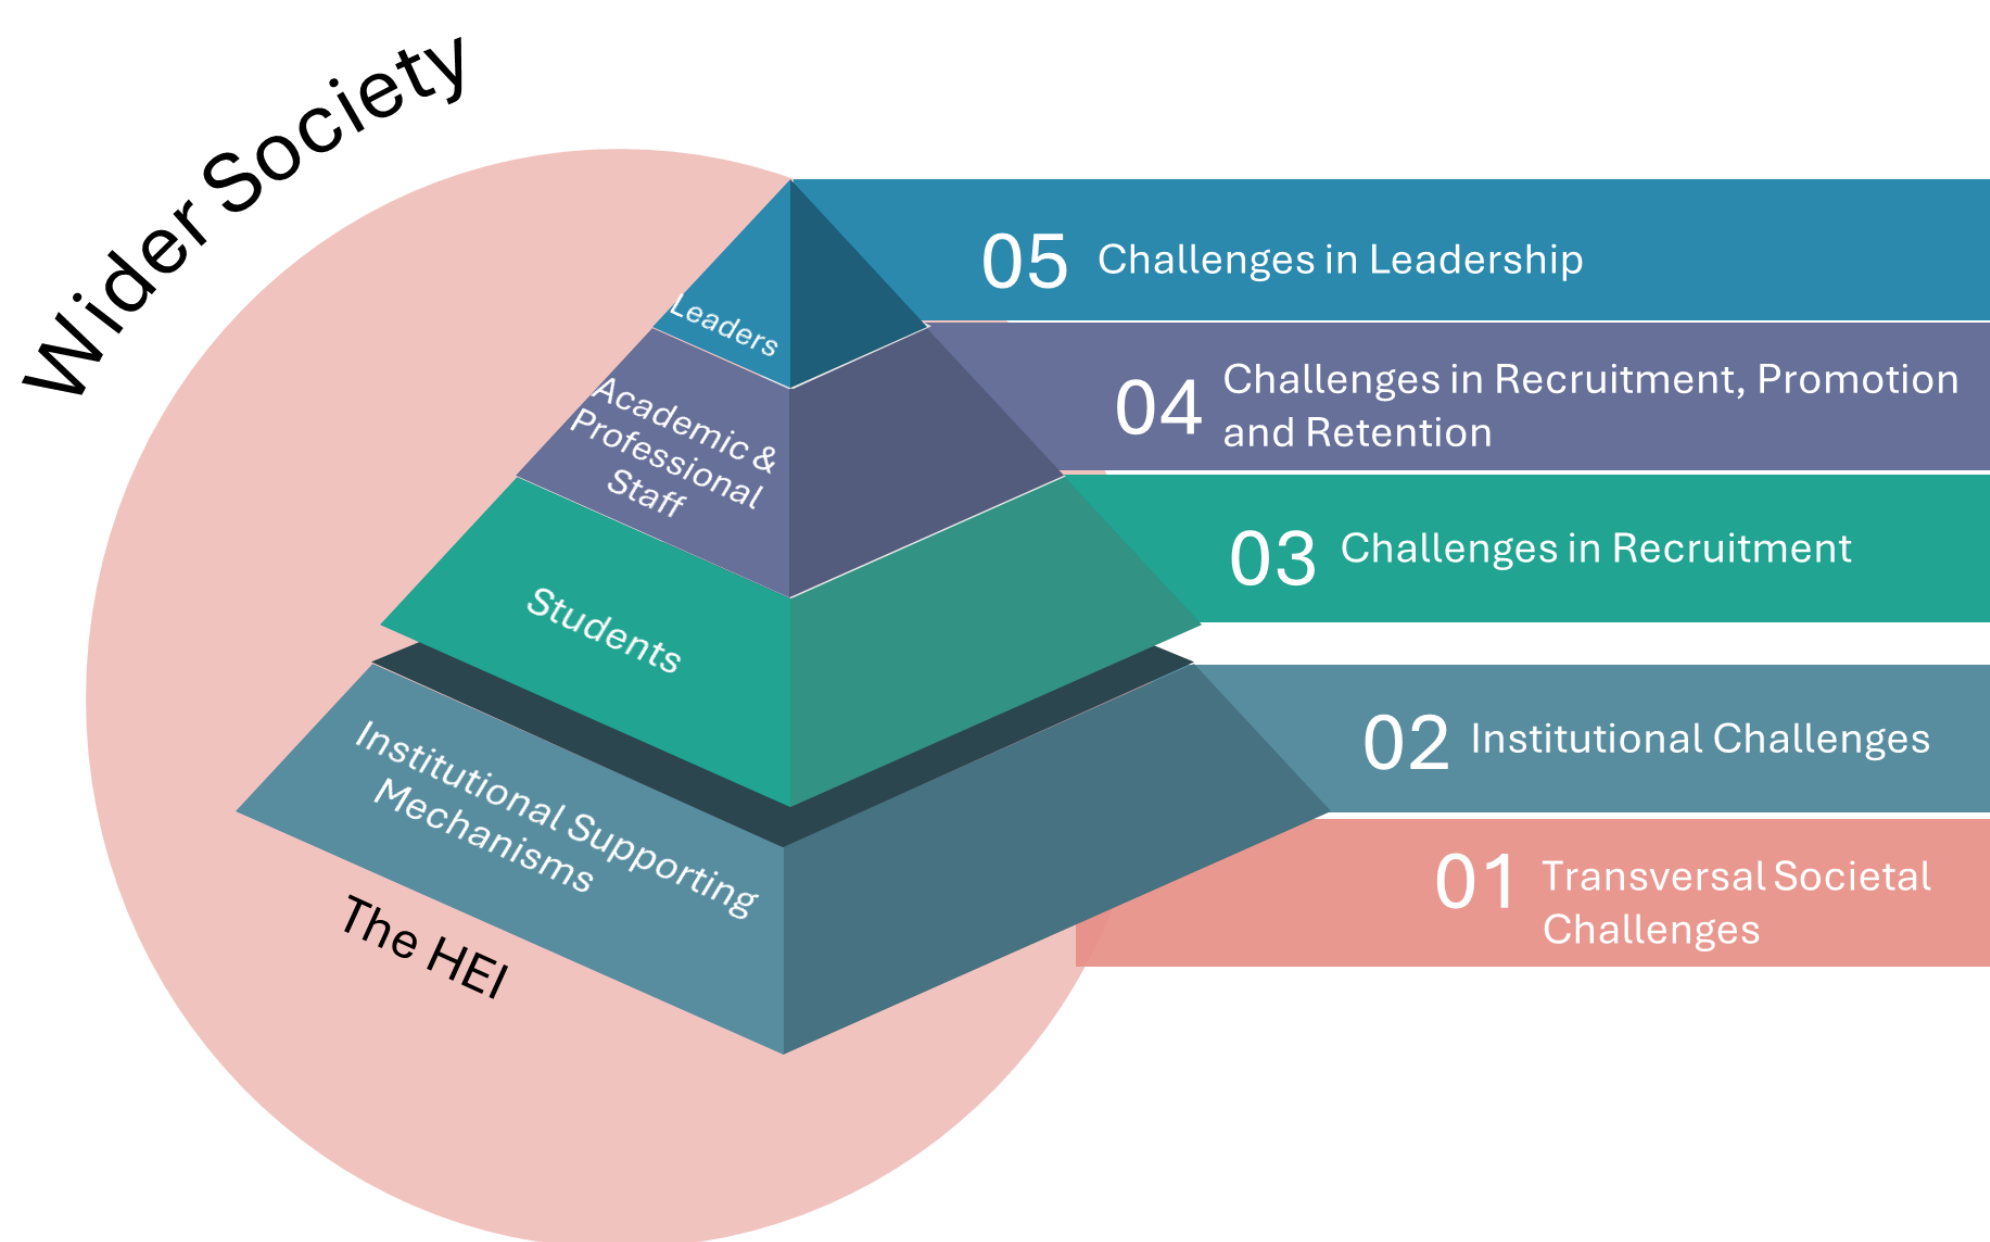 Wider Society
Leaders
05 Challenges in Leadership
Academic &
Professional
Staff
04 Challenges in Recruitment, Promotion
and Retention
Students
03 Challenges in Recruitment
Institutional Supporting
Mechanisms
02 Institutional Challenges
The HEI
01 Transversal Societal
Challenges